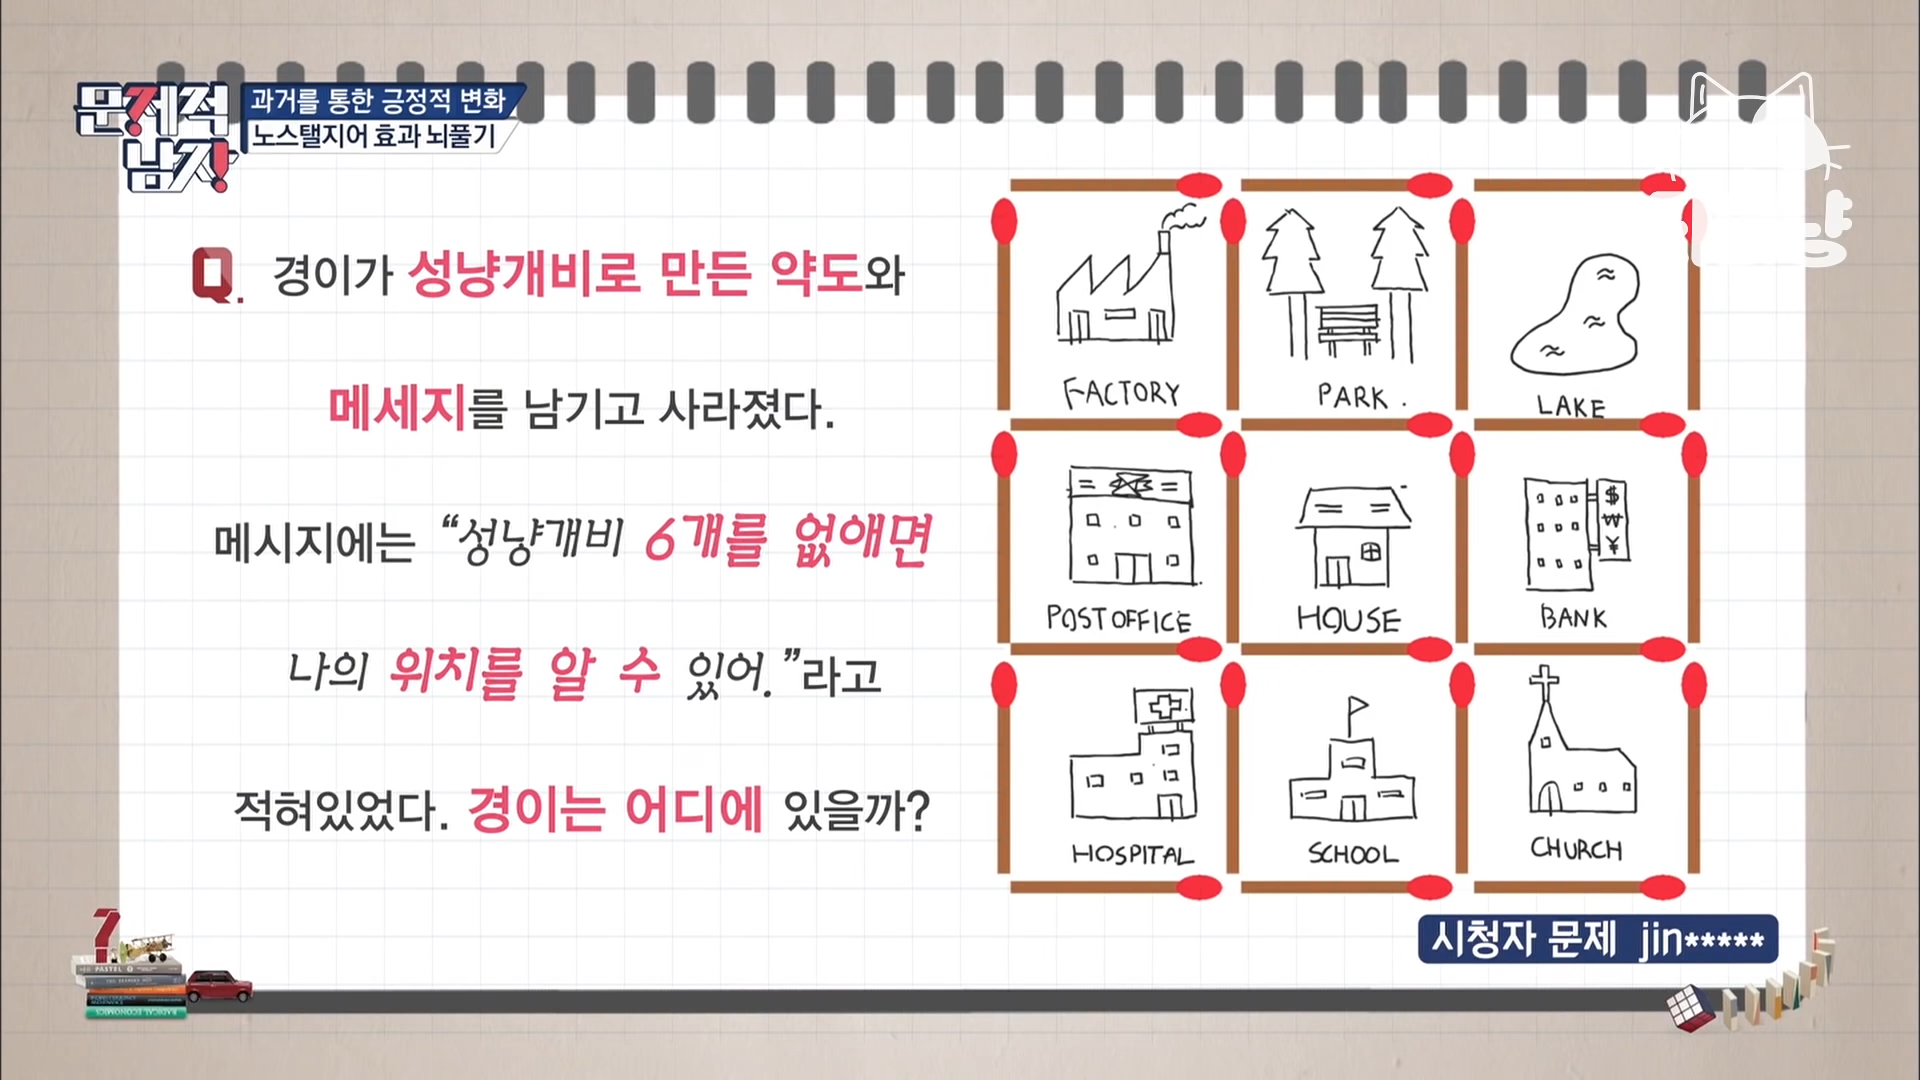 문제적
남자
과거를 통한 긍정적 변화
노스탤지어 효과 뇌풀기
Q. 경이가 성냥개비로 만든 약도와
메세지를 남기고 사라졌다.
메시지에는 “성냥개비 6개를 없애면
나의 위치를 알 수 있어.”라고
적혀있었다. 경이는 어디에 있을까?
FACTORY
PARK.
LAKE
POST OFFICE
HOUSE
$
₩
¥
BANK
HOSPITAL
SCHOOL
CHURCH
시청자 문제 jin*****